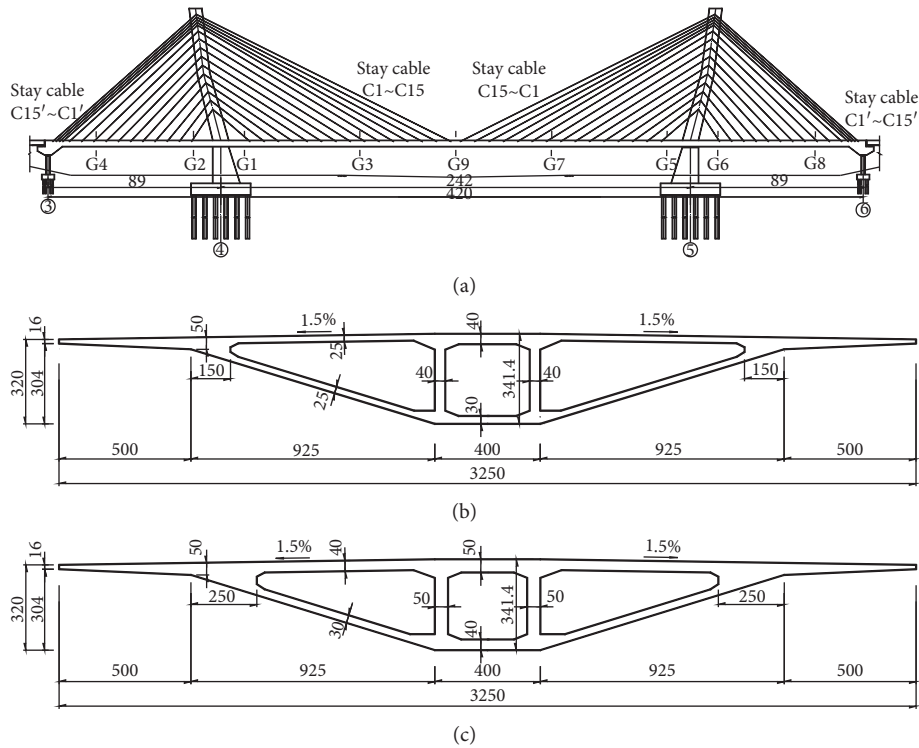 Stay cable
C15′~C1′
Stay cable
C1~C15
Stay cable
C15~C1
Stay cable
C1′~C15′
G4
G2
G1
G3
G9
G7
G5
G6
G8
89
242
89
420
3
4
5
6
(a)
16
50
1.5%
40
1.5%
25
320
304
150
25
40
30
341.4
40
150
500
925
400
925
500
3250
(b)
16
50
1.5%
40
50
1.5%
320
304
250
30
50
40
341.4
50
250
500
925
400
925
500
3250
(c)